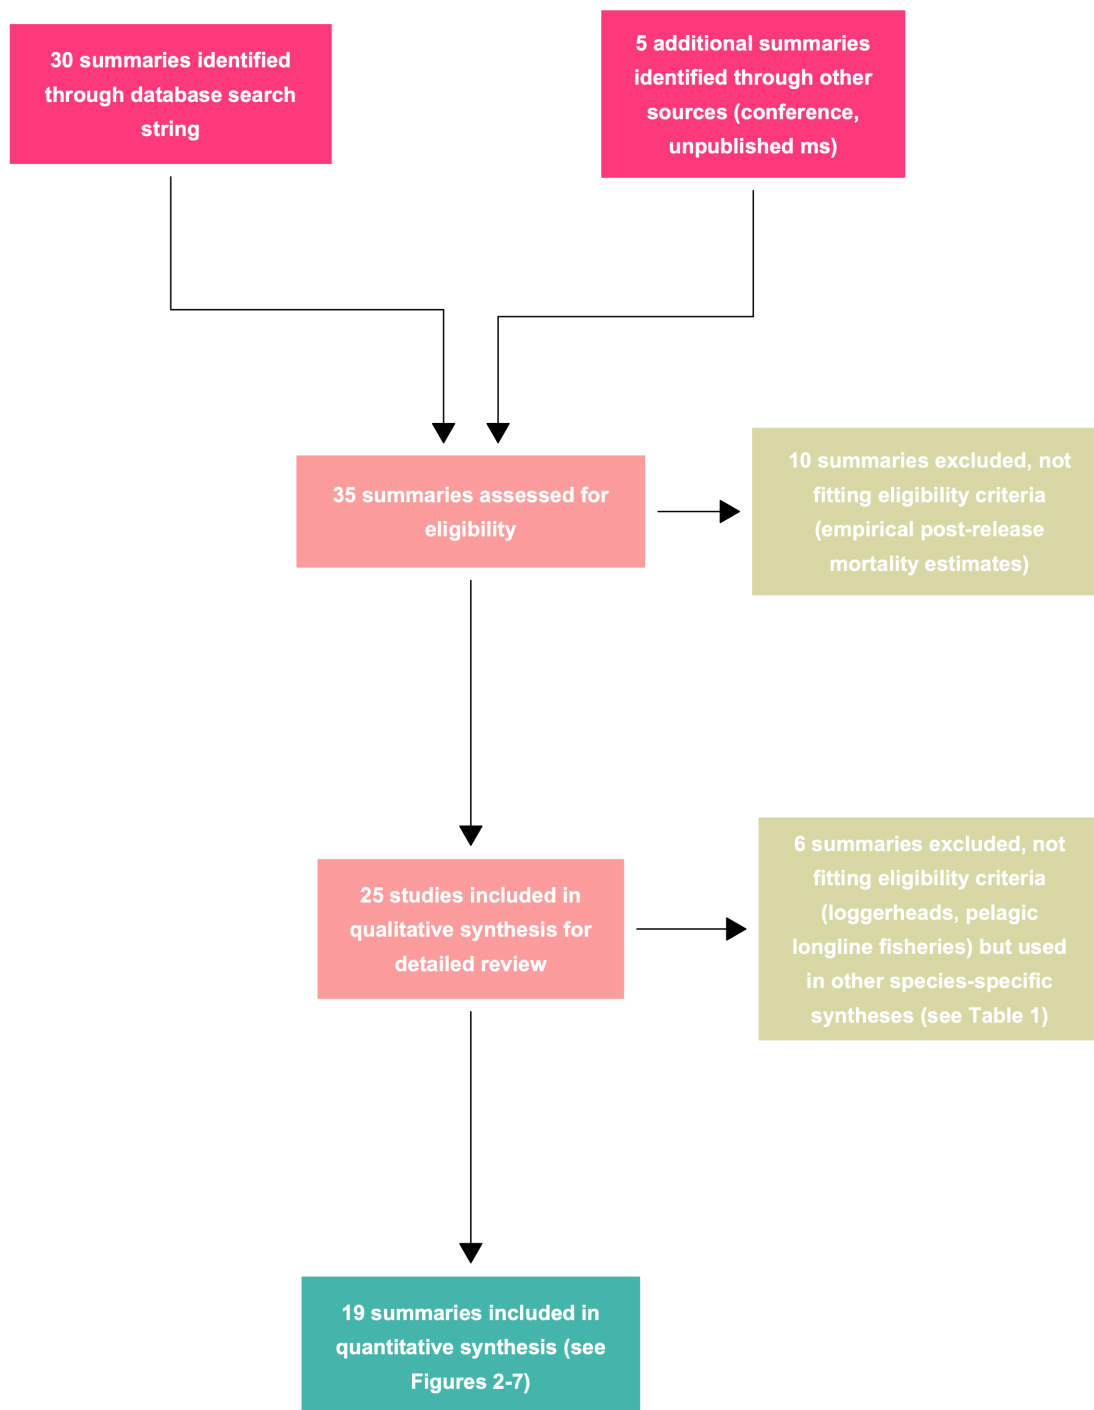 30 summaries identified
through database search
string
5 additional summaries
identified through other
sources (conference,
unpublished ms)
35 summaries assessed for
eligibility
10 summaries excluded, not
fitting eligibility criteria
(empirical post-release
mortality estimates)
25 studies included in
qualitative synthesis for
detailed review
6 summaries excluded, not
fitting eligibility criteria
(loggerheads, pelagic
longline fisheries) but used
in other species-specific
syntheses (see Table 1)
19 summaries included in
quantitative synthesis (see
Figures 2-7)